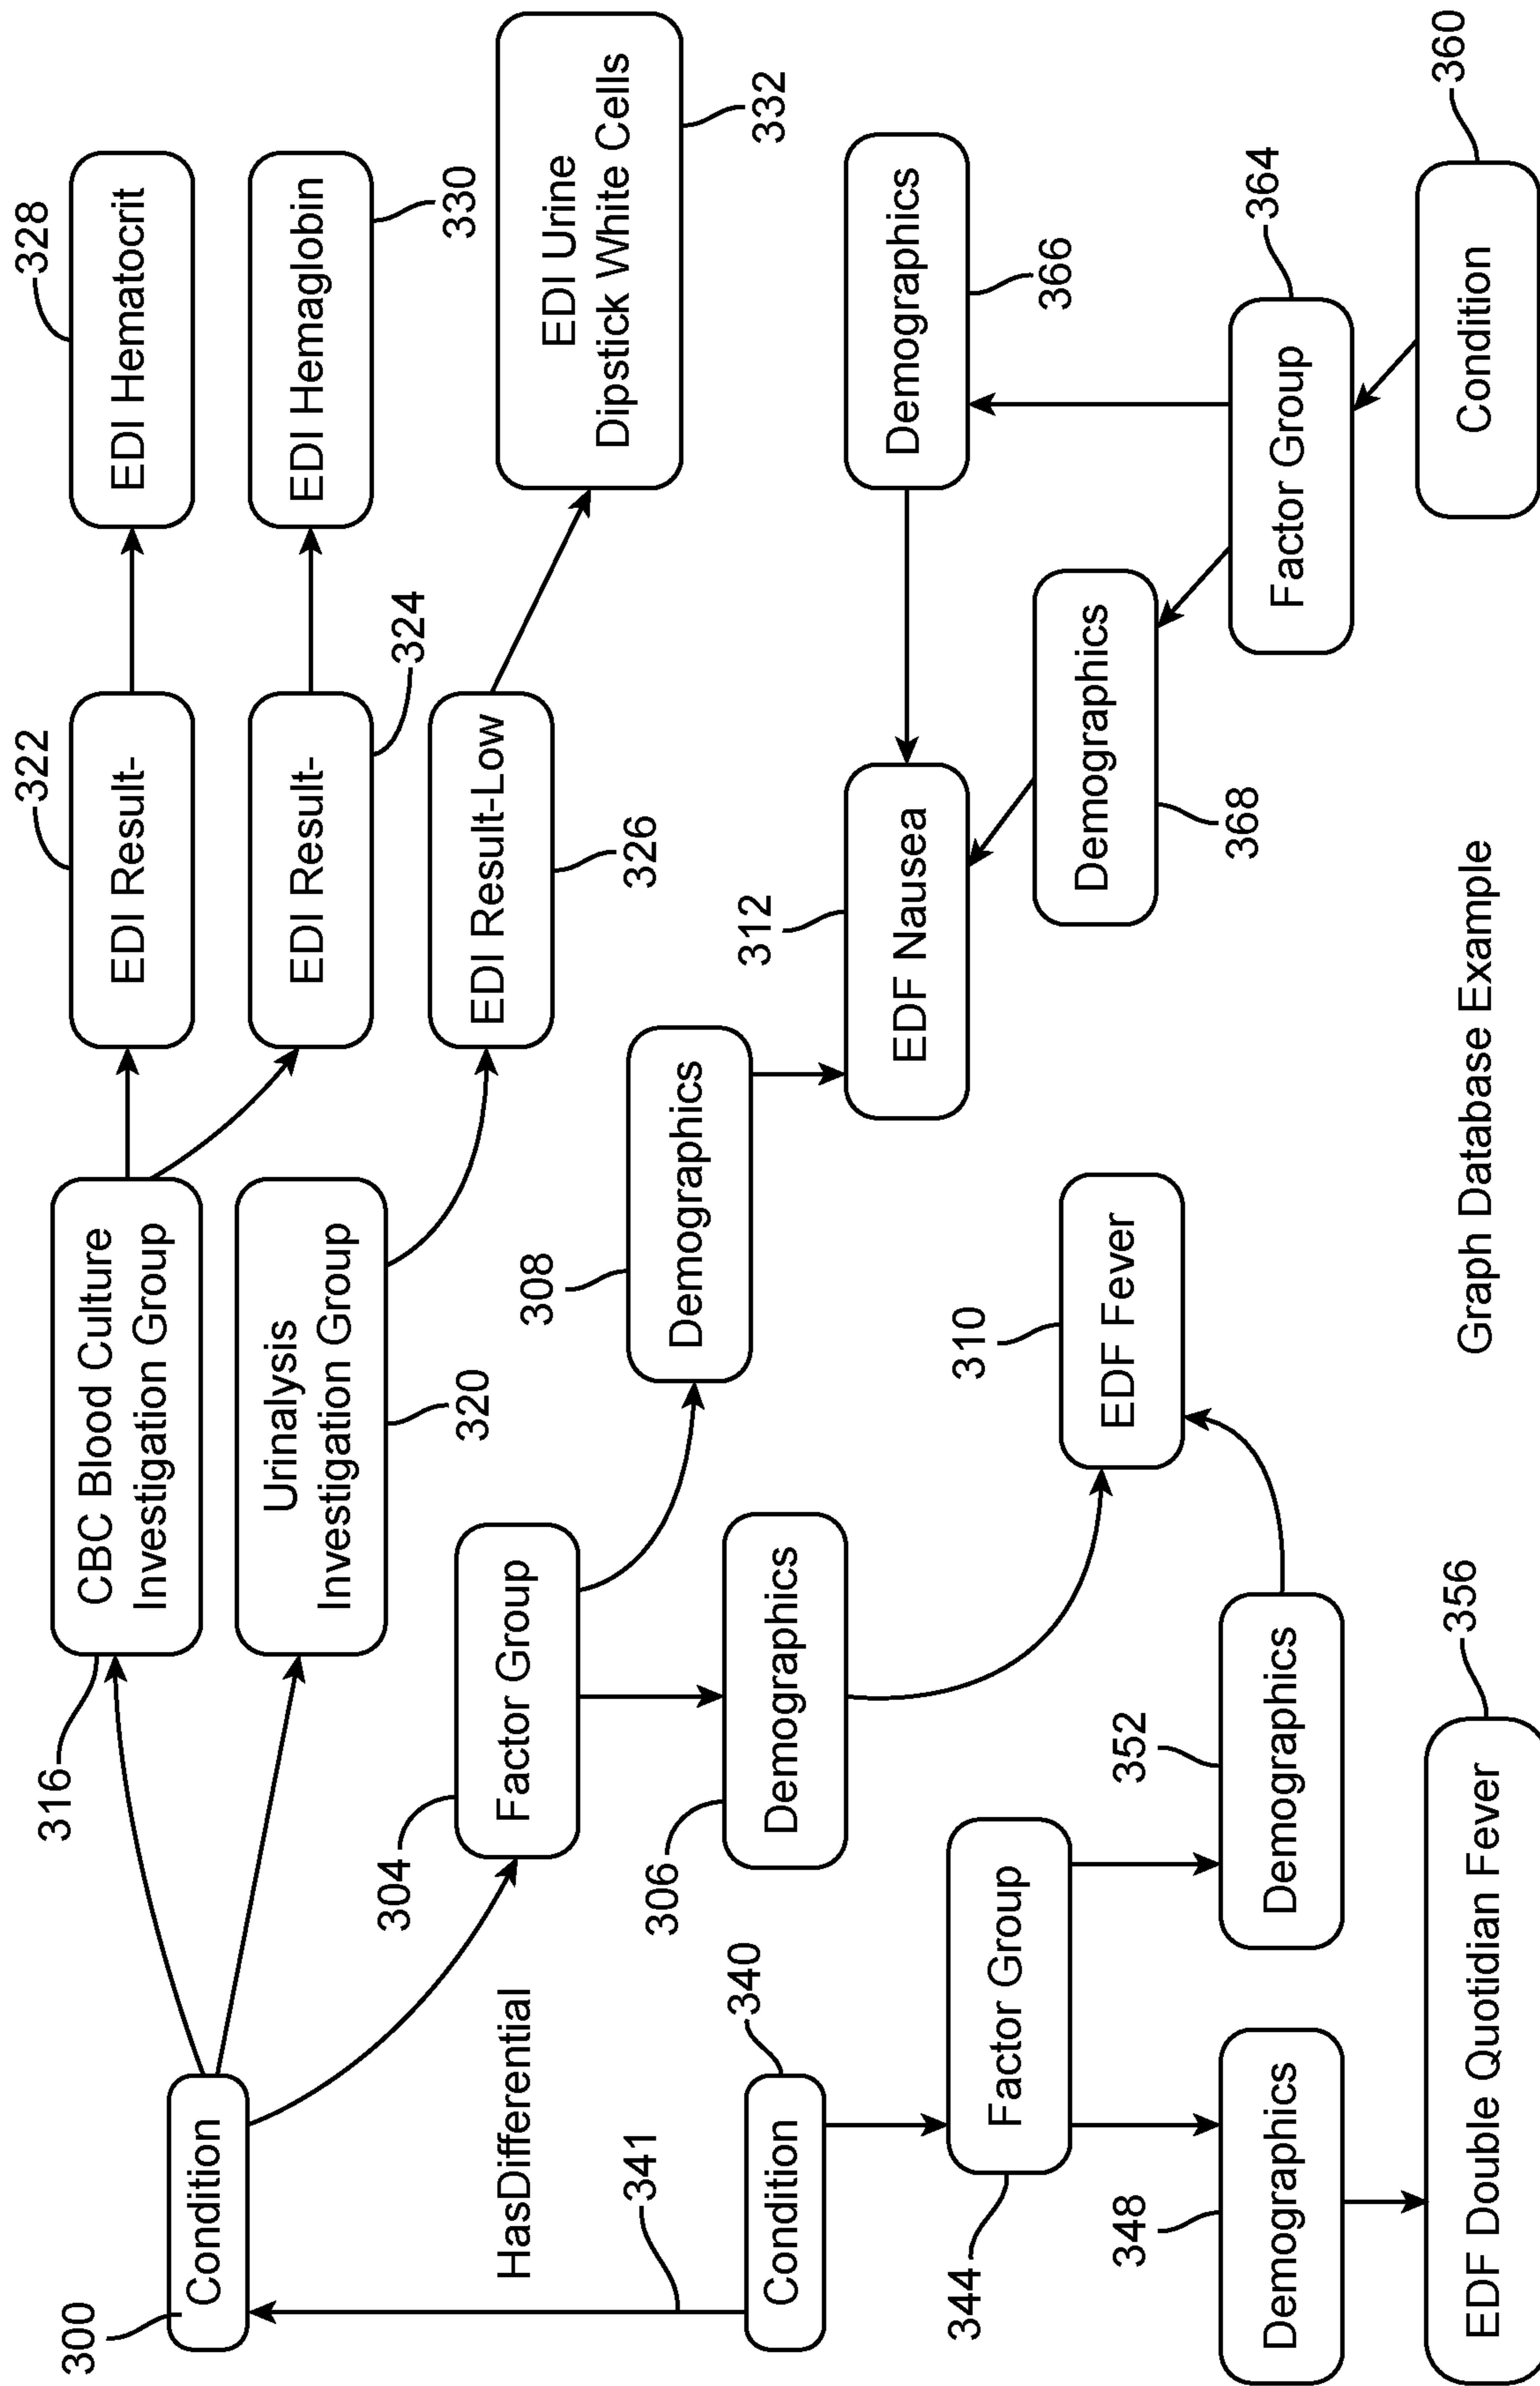 300
Condition
316
CBC Blood Culture
Investigation Group
322
EDI Result-
328
EDI Hematocrit
Urinalysis
Investigation Group
320
EDI Result-
324
EDI Hemaglobin
330
EDI Result-Low
326
EDI Urine
Dipstick White Cells
332
304
Factor Group
HasDifferential
341
308
Demographics
306
Demographics
340
Condition
312
EDF Nausea
Demographics
366
310
EDF Fever
344
Factor Group
Demographics
368
348
Demographics
352
Demographics
Factor Group
364
EDF Double Quotidian Fever
356
Condition
360
Graph Database Example